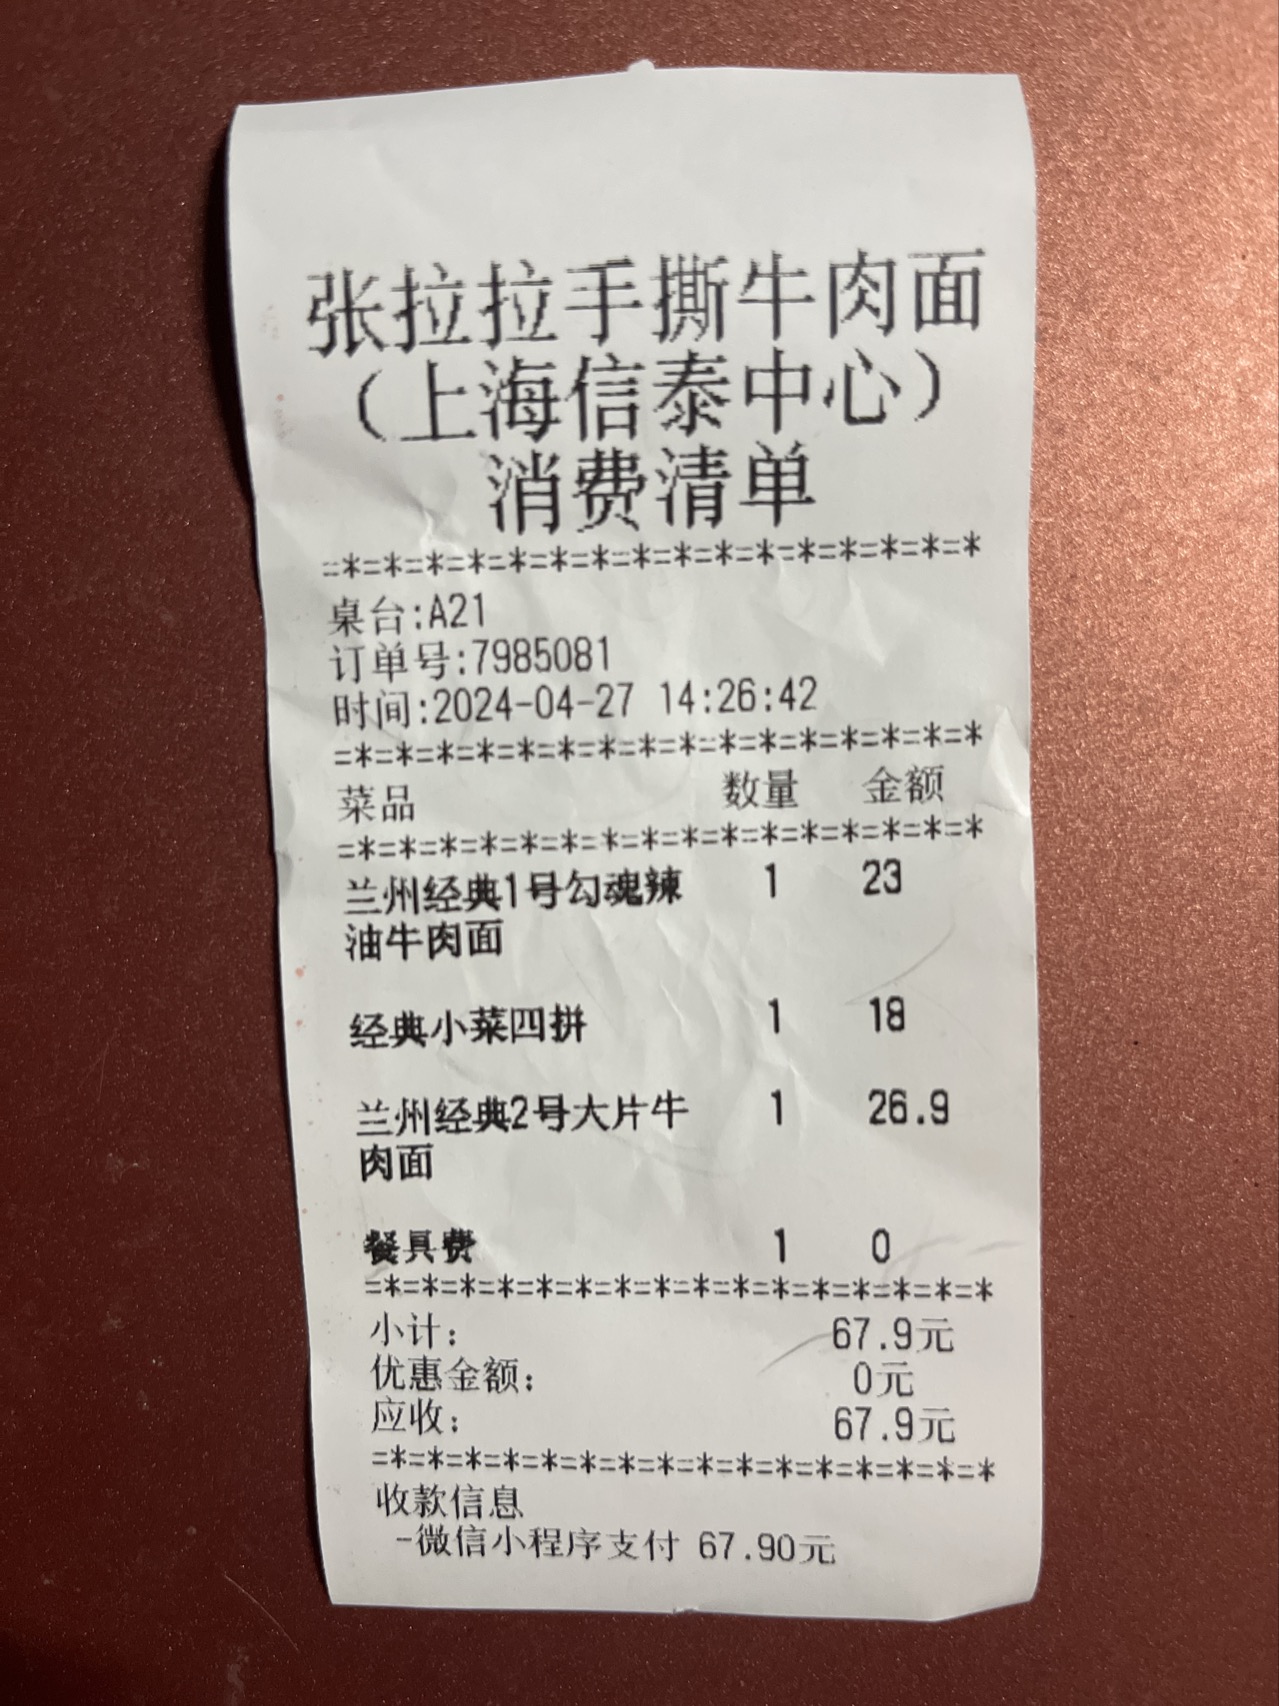 张拉拉手撕牛肉面
（上海信泰中心）
消费清单
=*=*=*=*=*=*=*=*=*=*=*=*=*=*=*=*
桌台:A21
订单号:7985081
时间:2024-04-27 14:26:42
=*=*=*=*=*=*=*=*=*=*=*=*=*=*=*=*
菜品 数量 金额
=*=*=*=*=*=*=*=*=*=*=*=*=*=*=*=*
兰州经典1号勾魂辣 1 23
油牛肉面
经典小菜四拼 1 18
兰州经典2号大片牛 1 26.9
肉面
餐具费 1 0
=*=*=*=*=*=*=*=*=*=*=*=*=*=*=*=*
小计: 67.9元
优惠金额: 0元
应收: 67.9元
=*=*=*=*=*=*=*=*=*=*=*=*=*=*=*=*
收款信息
-微信小程序支付 67.90元